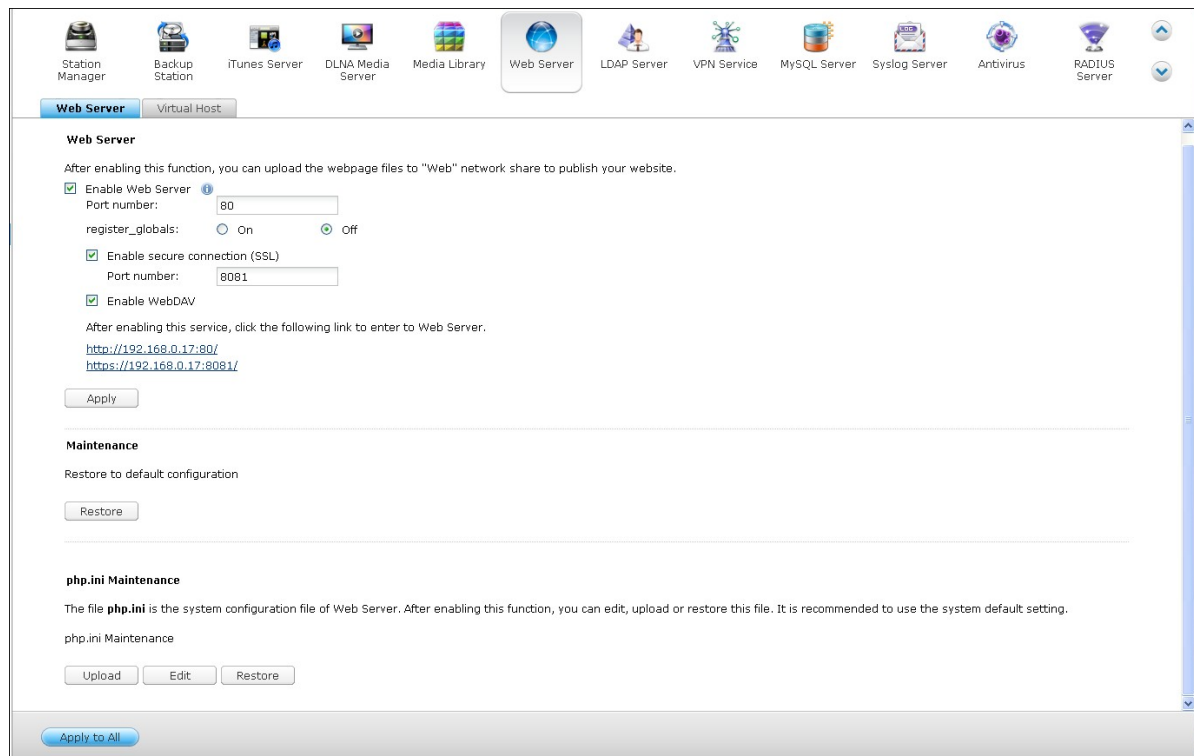 Station Manager
Backup Station
iTunes Server
DLNA Media Server
Media Library
Web Server
LDAP Server
VPN Service
MySQL Server
LOG
Syslog Server
Antivirus
RADIUS Server
Web Server
Virtual Host
Web Server
After enabling this function, you can upload the webpage files to "Web" network share to publish your website.
Enable Web Server
Port number: 80
register_globals: On Off
Enable secure connection (SSL)
Port number: 8081
Enable WebDAV
After enabling this service, click the following link to enter to Web Server.
http://192.168.0.17:80/
https://192.168.0.17:8081/
Apply
Maintenance
Restore to default configuration
Restore
php.ini Maintenance
The file php.ini is the system configuration file of Web Server. After enabling this function, you can edit, upload or restore this file. It is recommended to use the system default setting.
php.ini Maintenance
Upload Edit Restore
Apply to All